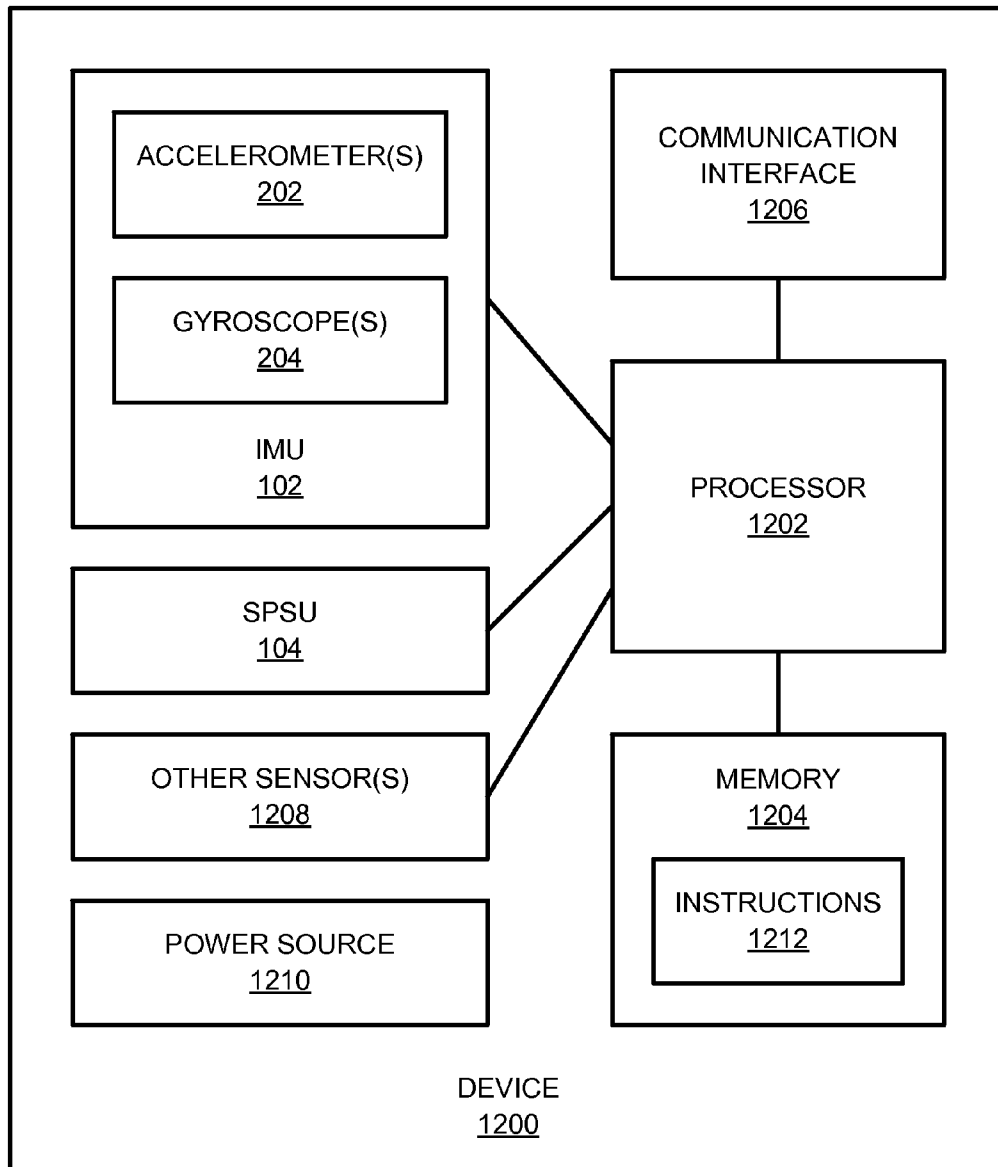 ACCELEROMETER(S)
202
GYROSCOPE(S)
204
IMU
102
SPSU
104
OTHER SENSOR(S)
1208
POWER SOURCE
1210
COMMUNICATION
INTERFACE
1206
PROCESSOR
1202
MEMORY
1204
INSTRUCTIONS
1212
DEVICE
1200